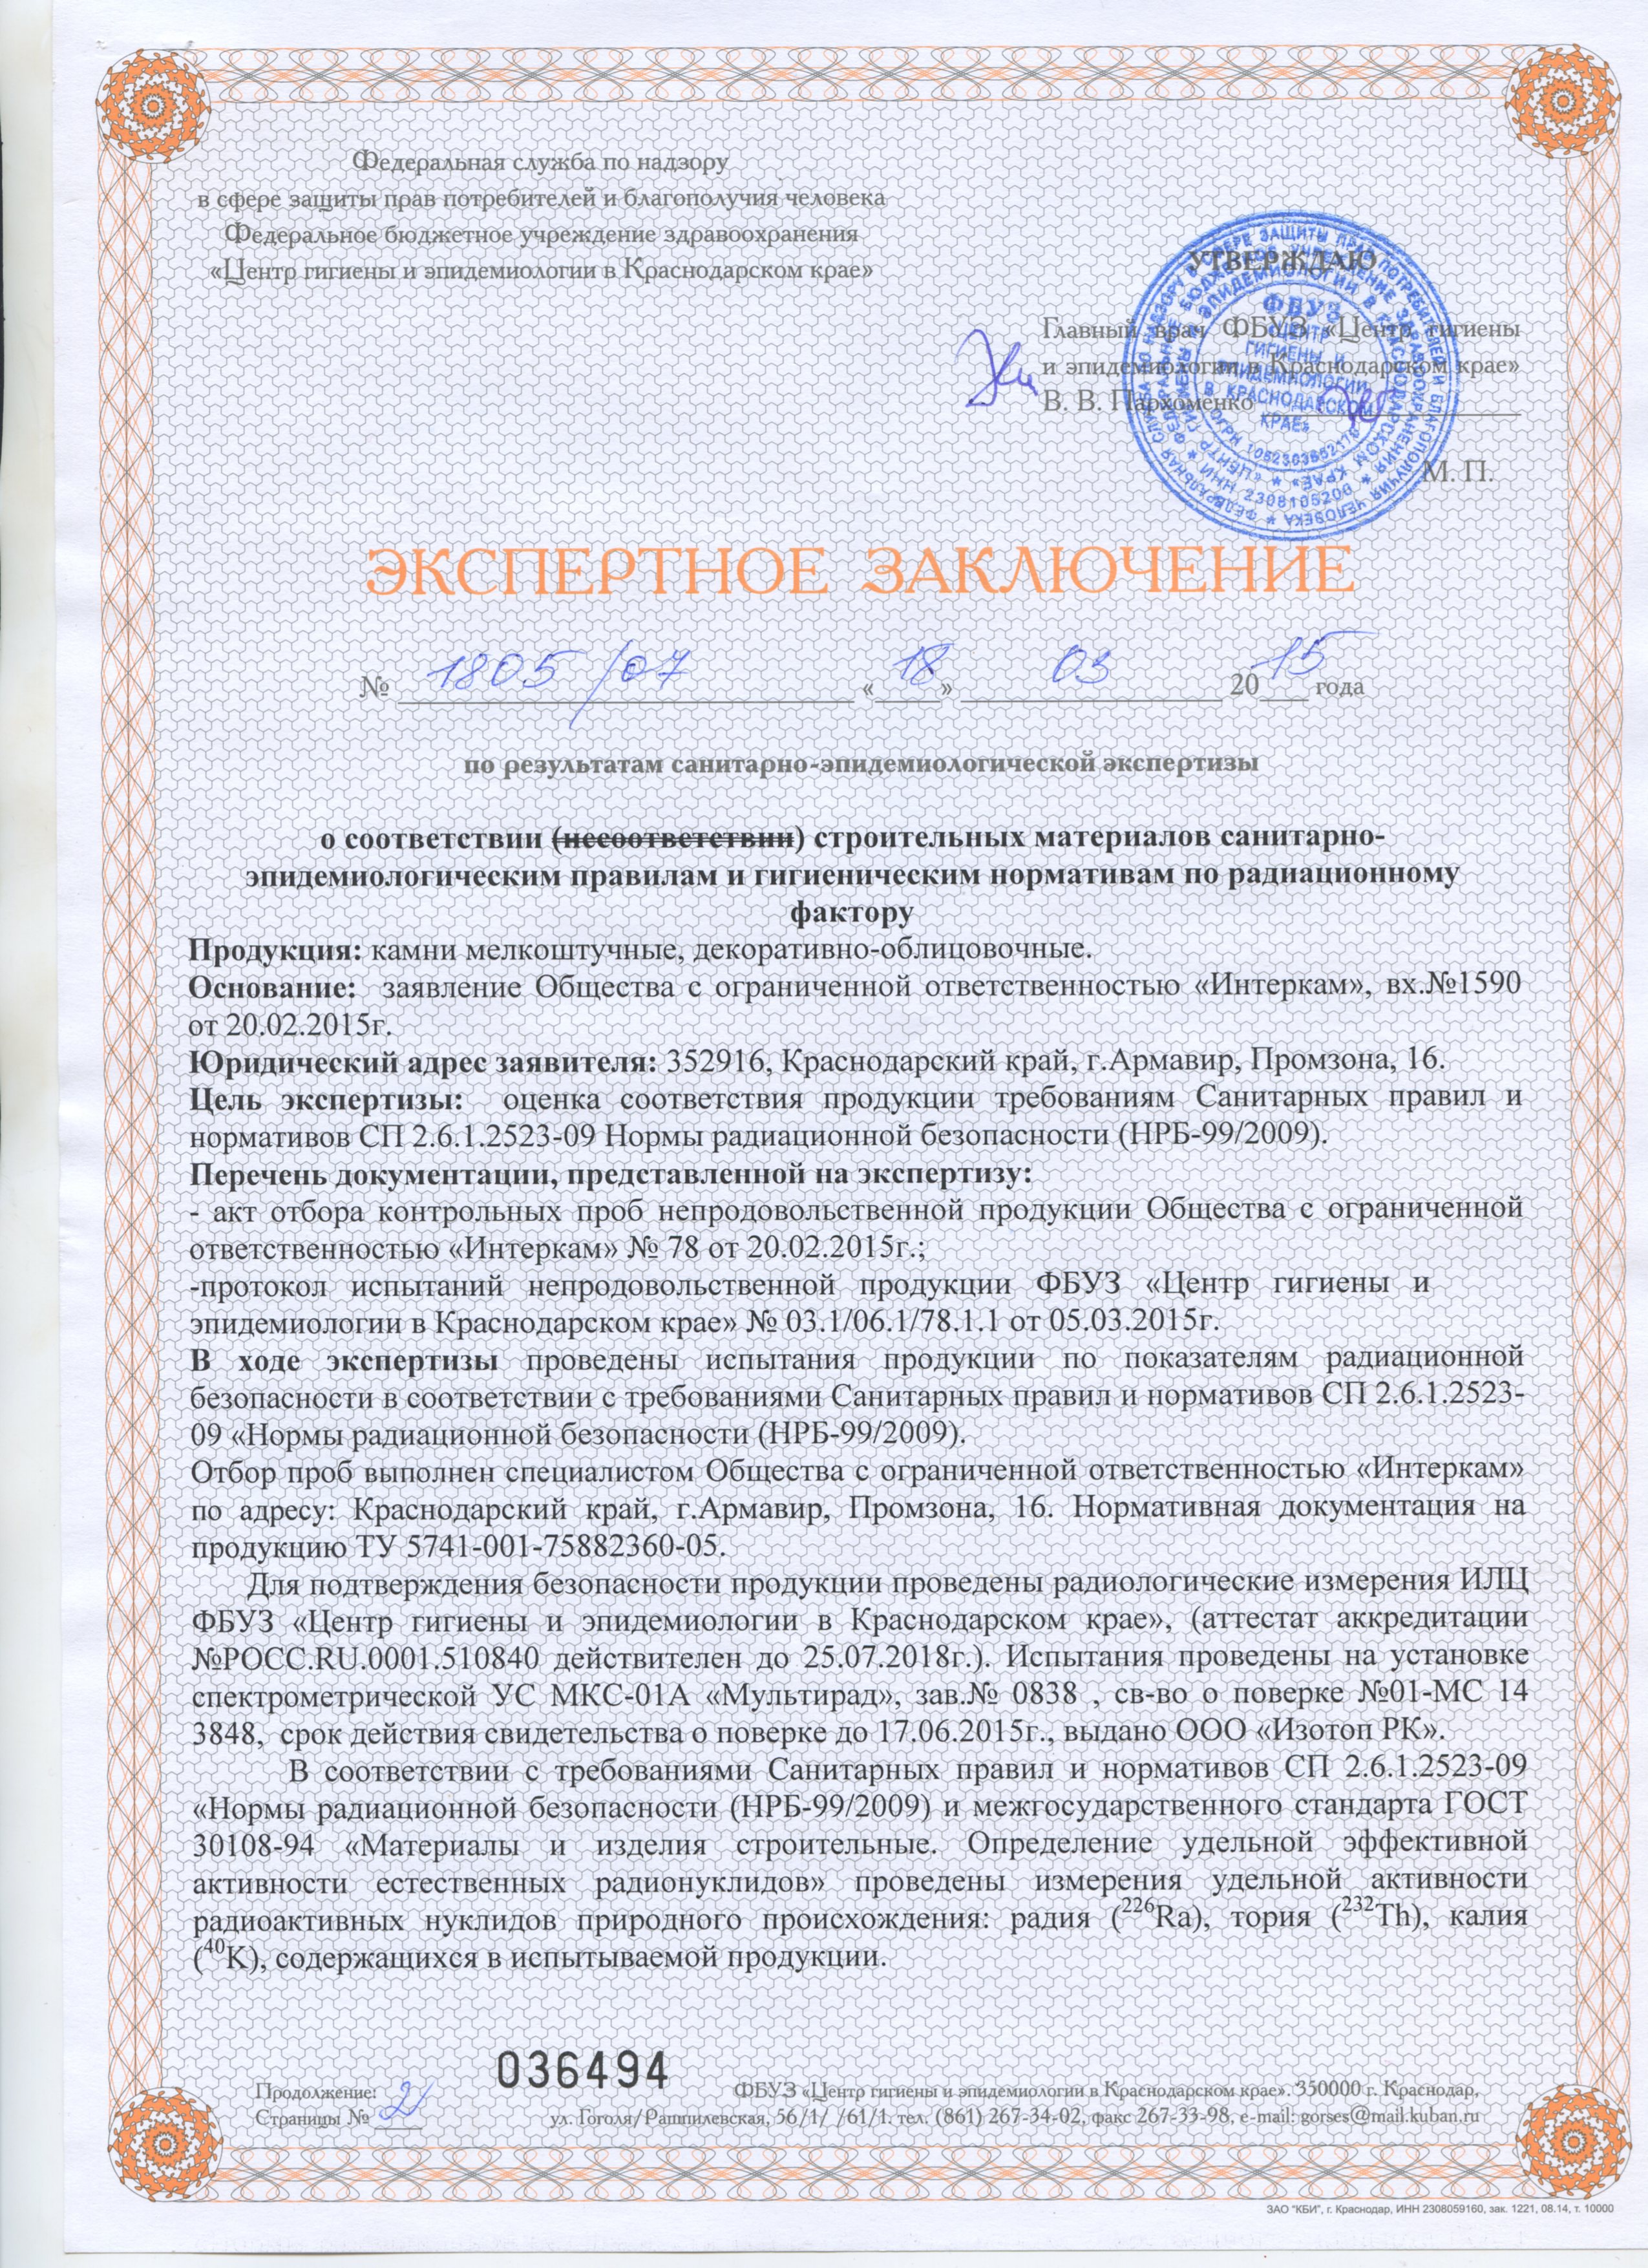 Федеральная служба по надзору
в сфере защиты прав потребителей и благополучия человека
Федеральное бюджетное учреждение здравоохранения
«Центр гигиены и эпидемиологии в Краснодарском крае»
УТВЕРЖДАЮ
Главный врач ФБУЗ «Центр гигиены
и эпидемиологии в Краснодарском крае»
В. В. Пархоменко
М. П.
ФБУЗ
«ЦЕНТР
ГИГИЕНЫ И
ЭПИДЕМИОЛОГИИ
В КРАСНОДАРСКОМ
КРАЕ»
ЭКСПЕРТНОЕ ЗАКЛЮЧЕНИЕ
№ 1805/07 «18» 03 2015 года
по результатам санитарно-эпидемиологической экспертизы
о соответствии (несоответствии) строительных материалов санитарно-
эпидемиологическим правилам и гигиеническим нормативам по радиационному
фактору
Продукция: камни мелкоштучные, декоративно-облицовочные.
Основание: заявление Общества с ограниченной ответственностью «Интеркам», вх.№1590
от 20.02.2015г.
Юридический адрес заявителя: 352916, Краснодарский край, г.Армавир, Промзона, 16.
Цель экспертизы: оценка соответствия продукции требованиям Санитарных правил и
нормативов СП 2.6.1.2523-09 Нормы радиационной безопасности (НРБ-99/2009).
Перечень документации, представленной на экспертизу:
- акт отбора контрольных проб непродовольственной продукции Общества с ограниченной
ответственностью «Интеркам» № 78 от 20.02.2015г.;
-протокол испытаний непродовольственной продукции ФБУЗ «Центр гигиены и
эпидемиологии в Краснодарском крае» № 03.1/06.1/78.1.1 от 05.03.2015г.
В ходе экспертизы проведены испытания продукции по показателям радиационной
безопасности в соответствии с требованиями Санитарных правил и нормативов СП 2.6.1.2523-
09 «Нормы радиационной безопасности (НРБ-99/2009).
Отбор проб выполнен специалистом Общества с ограниченной ответственностью «Интеркам»
по адресу: Краснодарский край, г.Армавир, Промзона, 16. Нормативная документация на
продукцию ТУ 5741-001-75882360-05.
Для подтверждения безопасности продукции проведены радиологические измерения ИЛЦ
ФБУЗ «Центр гигиены и эпидемиологии в Краснодарском крае», (аттестат аккредитации
№РОСС.RU.0001.510840 действителен до 25.07.2018г.). Испытания проведены на установке
спектрометрической УС МКС-01А «Мультирад», зав.№ 0838 , св-во о поверке №01-МС 14
3848, срок действия свидетельства о поверке до 17.06.2015г., выдано ООО «Изотоп РК».
В соответствии с требованиями Санитарных правил и нормативов СП 2.6.1.2523-09
«Нормы радиационной безопасности (НРБ-99/2009) и межгосударственного стандарта ГОСТ
30108-94 «Материалы и изделия строительные. Определение удельной эффективной
активности естественных радионуклидов» проведены измерения удельной активности
радиоактивных нуклидов природного происхождения: радия (²²⁶Ra), тория (²³²Th), калия
(⁴⁰K), содержащихся в испытываемой продукции.
036494
Продолжение:
Страницы № 2
ФБУЗ «Центр гигиены и эпидемиологии в Краснодарском крае». 350000 г. Краснодар,
ул. Гоголя/Рашпилевская, 56/1/ /61/1. тел. (861) 267-34-02, факс 267-33-98, e-mail: gorses@mail.kuban.ru
ЗАО "КБИ", г. Краснодар, ИНН 2308059160, зак. 1221, 08.14, т. 10000